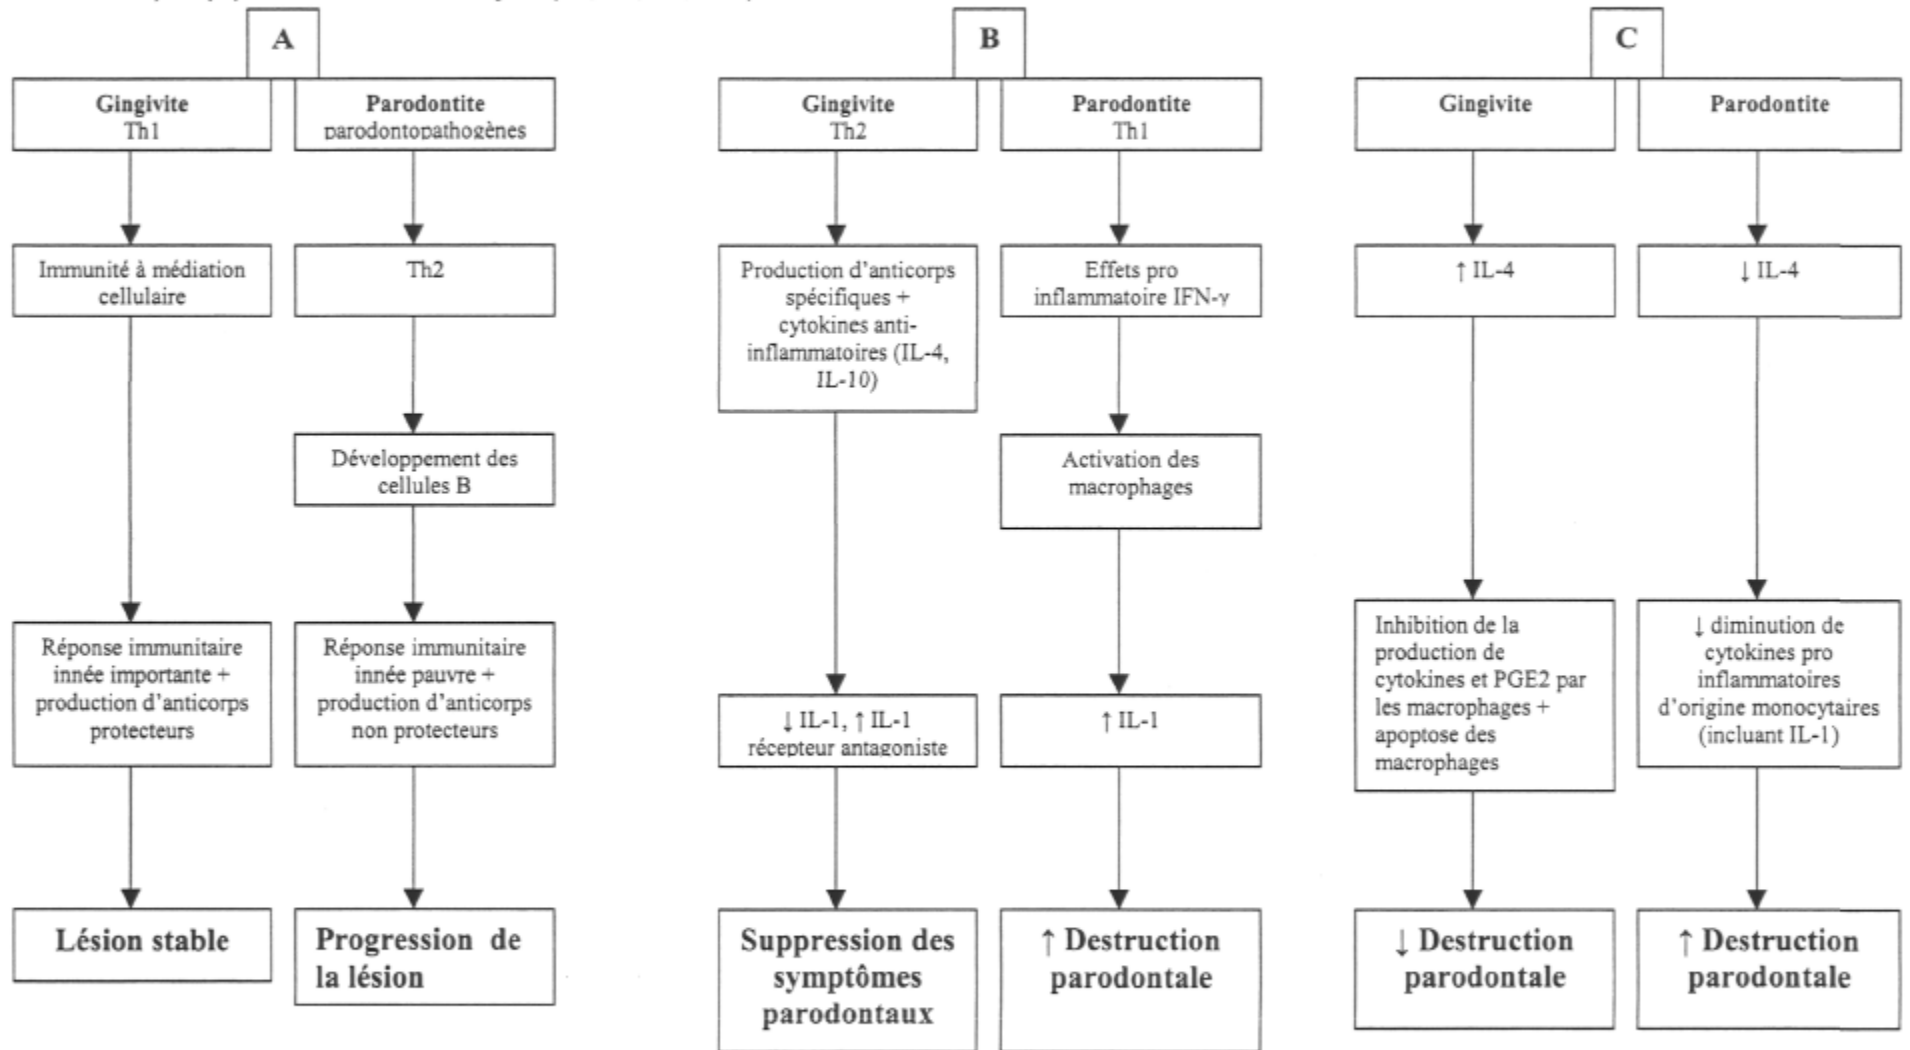 A
Gingivite
Th1
Parodontite
parodontopathogènes
Immunité à médiation
cellulaire
Th2
Développement des
cellules B
Réponse immunitaire
innée importante +
production d'anticorps
protecteurs
Réponse immunitaire
innée pauvre +
production d'anticorps
non protecteurs
Lésion stable
Progression de
la lésion
B
Gingivite
Th2
Parodontite
Th1
Production d'anticorps
spécifiques +
cytokines anti-
inflammatoires (IL-4,
IL-10)
Effets pro
inflammatoire IFN-γ
Activation des
macrophages
↓ IL-1, ↑ IL-1
récepteur antagoniste
↑ IL-1
Suppression des
symptômes
parodontaux
↑ Destruction
parodontale
C
Gingivite
Parodontite
↑ IL-4
↓ IL-4
Inhibition de la
production de
cytokines et PGE2 par
les macrophages +
apoptose des
macrophages
↓ diminution de
cytokines pro
inflammatoires
d'origine monocytaires
(incluant IL-1)
↓ Destruction
parodontale
↑ Destruction
parodontale